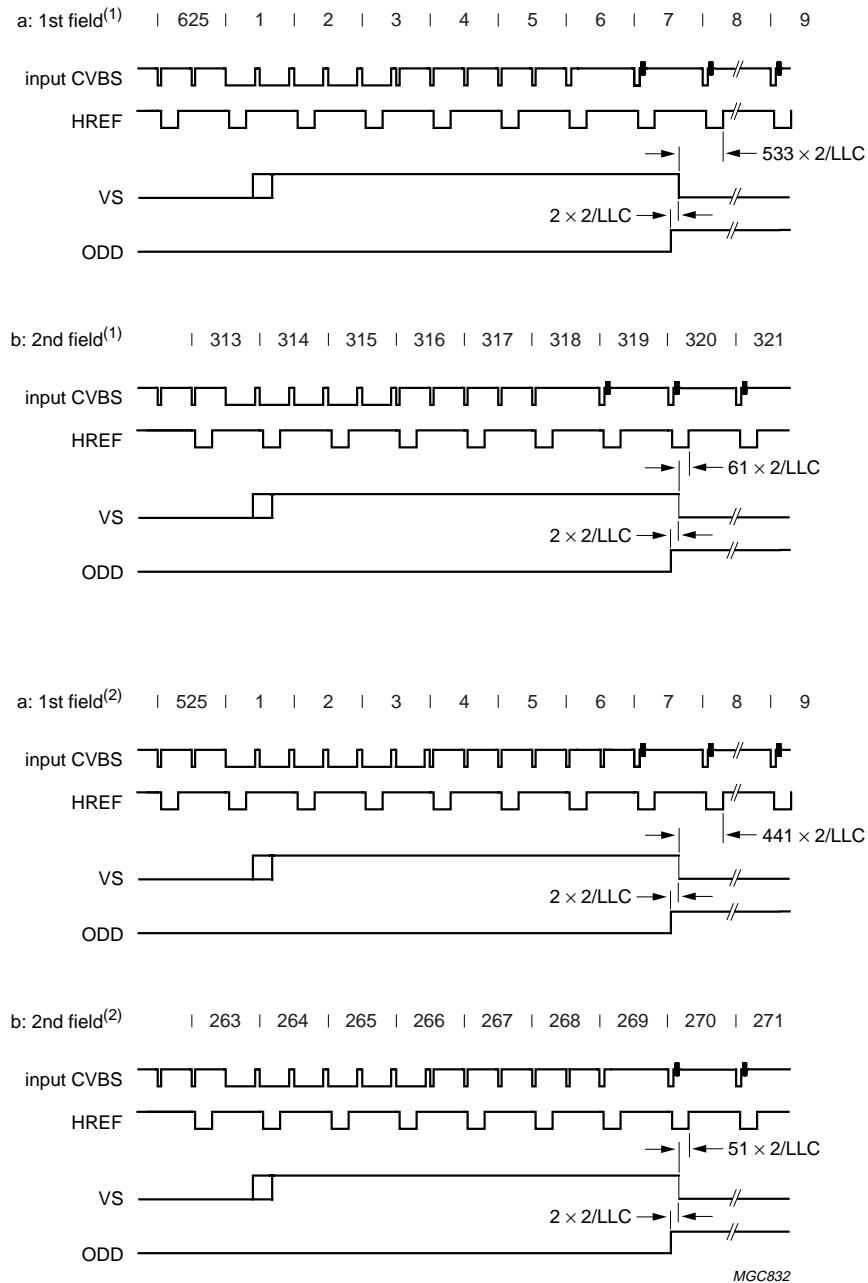 a: 1st field(1) 625 1 2 3 4 5 6 7 8 9
input CVBS
HREF
533 × 2/LLC
VS
2 × 2/LLC
ODD
b: 2nd field(1) 313 314 315 316 317 318 319 320 321
input CVBS
HREF
61 × 2/LLC
VS
2 × 2/LLC
ODD
a: 1st field(2) 525 1 2 3 4 5 6 7 8 9
input CVBS
HREF
441 × 2/LLC
VS
2 × 2/LLC
ODD
b: 2nd field(2) 263 264 265 266 267 268 269 270 271
input CVBS
HREF
51 × 2/LLC
VS
2 × 2/LLC
ODD
MGC832